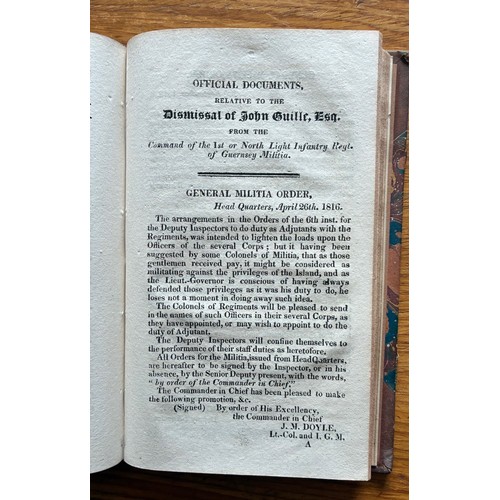 OFFICIAL DOCUMENTS,
RELATIVE TO THE
Dismissal of John Guille, Esq.
FROM THE
Command of the 1st or North Light Infantry Regt.
of Guernsey Militia.
GENERAL MILITIA ORDER,
Head Quarters, April 26th. 1816.
The arrangements in the Orders of the 6th inst. for
the Deputy Inspectors to do duty as Adjutants with the
Regiments, was intended to lighten the loads upon the
Officers of the several Corps; but it having been
suggested by some Colonels of Militia, that as those
gentlemen received pay, it might be considered as
militating against the privileges of the Island, and as
the Lieut.-Governor is conscious of having always
defended those privileges as it was his duty to do, he
loses not a moment in doing away such idea.
The Colonels of Regiments will be pleased to send
in the names of such Officers in their several Corps, as
they have appointed, or may wish to appoint to do the
duty of Adjutant.
The Deputy Inspectors will confine themselves to
the performance of their staff duties as heretofore.
All Orders for the Militia, issued from HeadQuarters,
are hereafter to be signed by the Inspector, or in his
absence, by the Senior Deputy present, with the words,
"by order of the Commander in Chief,"
The Commander in Chief has been pleased to make
the following promotion, &c.
(Signed) By order of His Excellency,
the Commander in Chief
J. M. DOYLE,
Lt.-Col. and I. G. M.
A